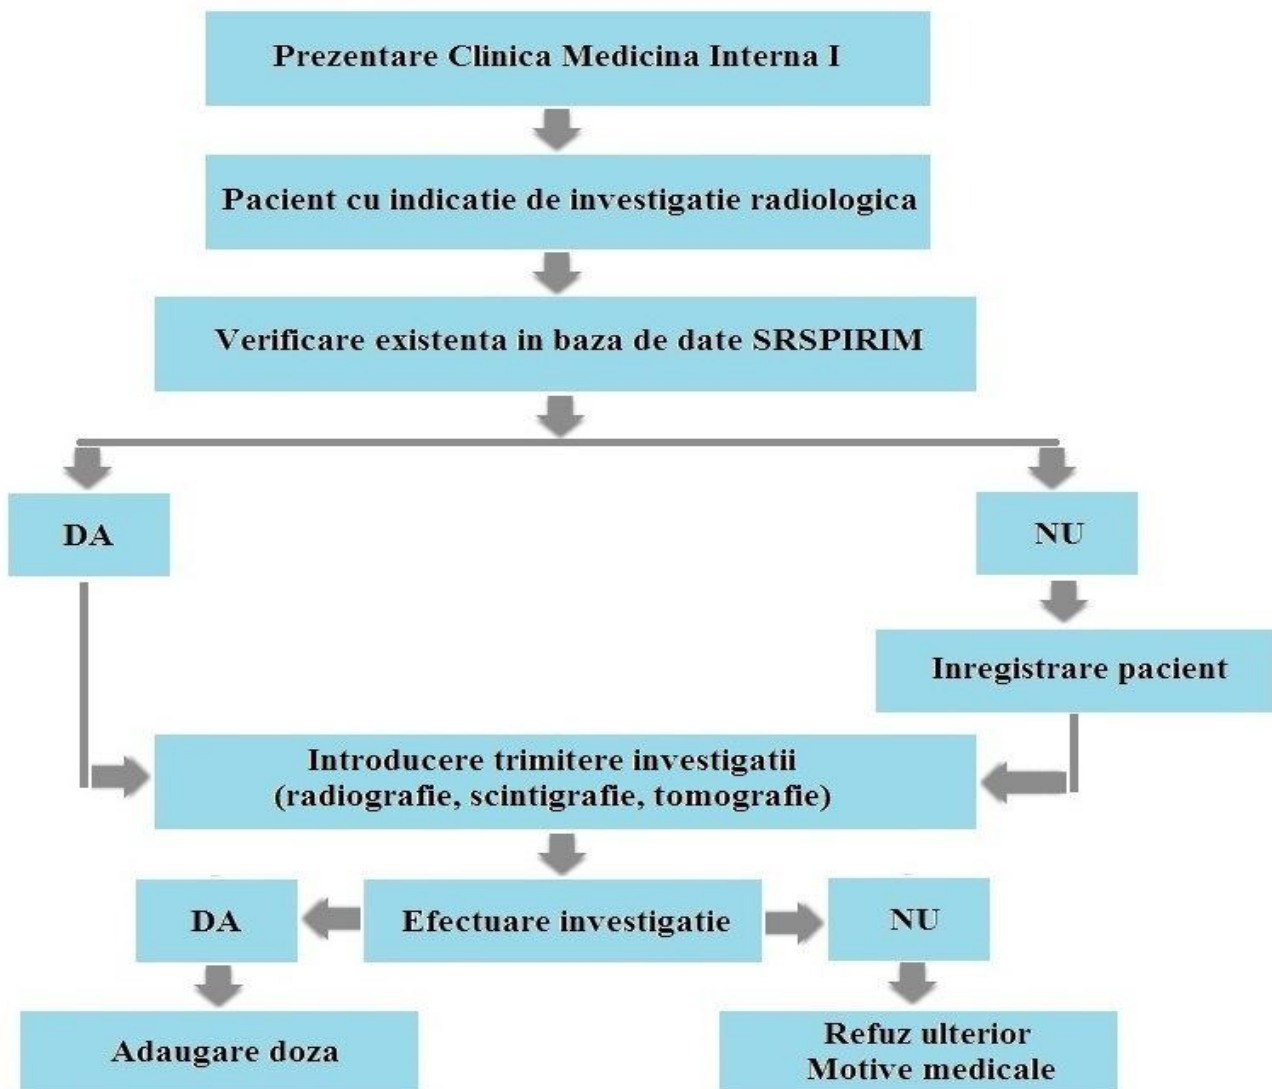 Prezentare Clinica Medicina Interna I
Pacient cu indicatie de investigatie radiologica
Verificare existenta in baza de date SRSPIRIM
DA
NU
Inregistrare pacient
Introducere trimitere investigatii
(radiografie, scintigrafie, tomografie)
DA
Efectuare investigatie
NU
Adaugare doza
Refuz ulterior
Motive medicale